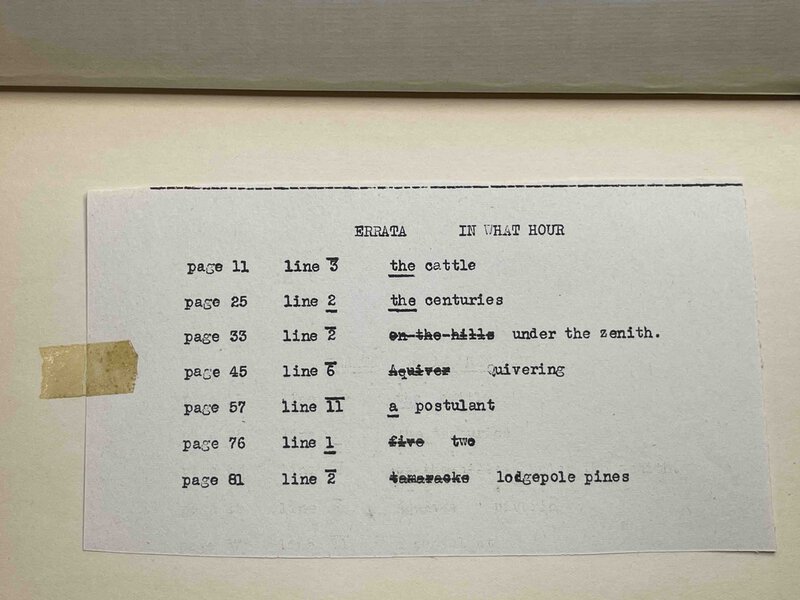 ERRATA IN WHAT HOUR
page 11 line 3 the cattle
page 25 line 2 the centuries
page 33 line 2 on the hills under the zenith.
page 45 line 6 Aquiver Quivering
page 57 line 11 a postulant
page 76 line 1 five two
page 81 line 2 tamaracks lodgepole pines